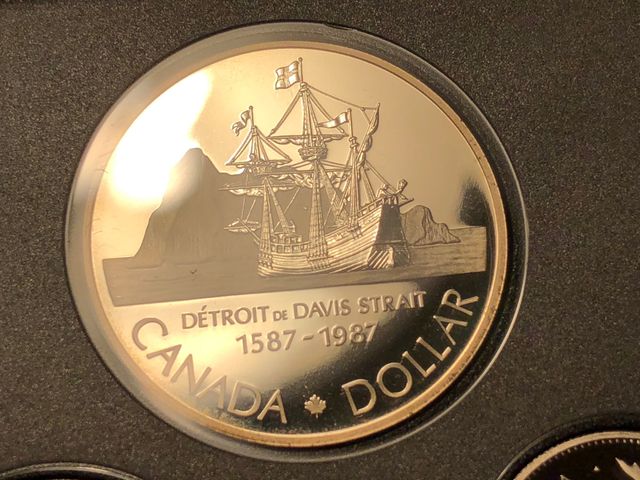 DÉTROIT DE DAVIS STRAIT
1587-1987
CANADA DOLLAR